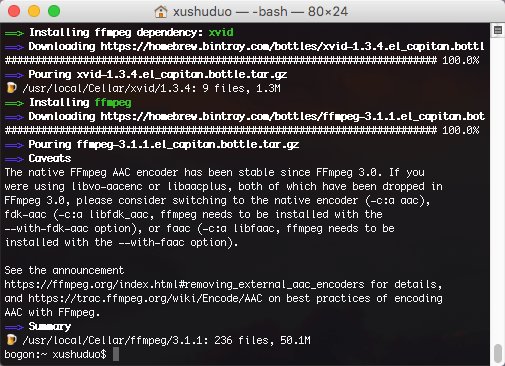 xushuduo — -bash — 80×24
==> Installing ffmpeg dependency: xvid
==> Downloading https://homebrew.bintray.com/bottles/xvid-1.3.4.el_capitan.bottl
######################################################################## 100.0%
==> Pouring xvid-1.3.4.el_capitan.bottle.tar.gz
🍺 /usr/local/Cellar/xvid/1.3.4: 9 files, 1.3M
==> Installing ffmpeg
==> Downloading https://homebrew.bintray.com/bottles/ffmpeg-3.1.1.el_capitan.bot
######################################################################## 100.0%
==> Pouring ffmpeg-3.1.1.el_capitan.bottle.tar.gz
==> Caveats
The native FFmpeg AAC encoder has been stable since FFmpeg 3.0. If you
were using libvo-aacenc or libaacplus, both of which have been dropped in
FFmpeg 3.0, please consider switching to the native encoder (-c:a aac),
fdk-aac (-c:a libfdk_aac, ffmpeg needs to be installed with the
--with-fdk-aac option), or faac (-c:a libfaac, ffmpeg needs to be
installed with the --with-faac option).
See the announcement
https://ffmpeg.org/index.html#removing_external_aac_encoders for details,
and https://trac.ffmpeg.org/wiki/Encode/AAC on best practices of encoding
AAC with FFmpeg.
==> Summary
🍺 /usr/local/Cellar/ffmpeg/3.1.1: 236 files, 50.1M
bogon:~ xushuduo$